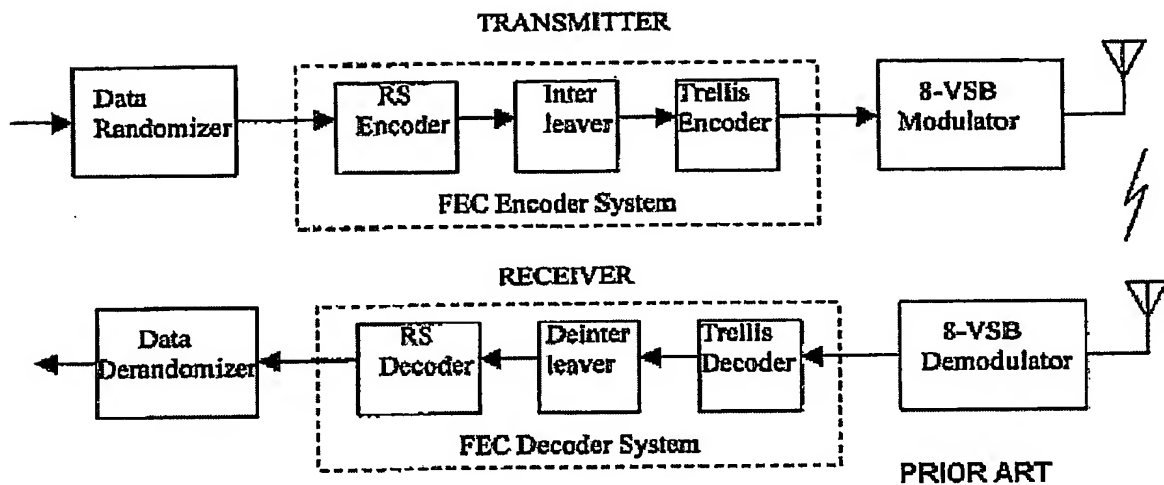 TRANSMITTER
Data
Randomizer
RS
Encoder
Inter
leaver
Trellis
Encoder
8-VSB
Modulator
FEC Encoder System
RECEIVER
Data
Derandomizer
RS
Decoder
Deinter
leaver
Trellis
Decoder
8-VSB
Demodulator
FEC Decoder System
PRIOR ART